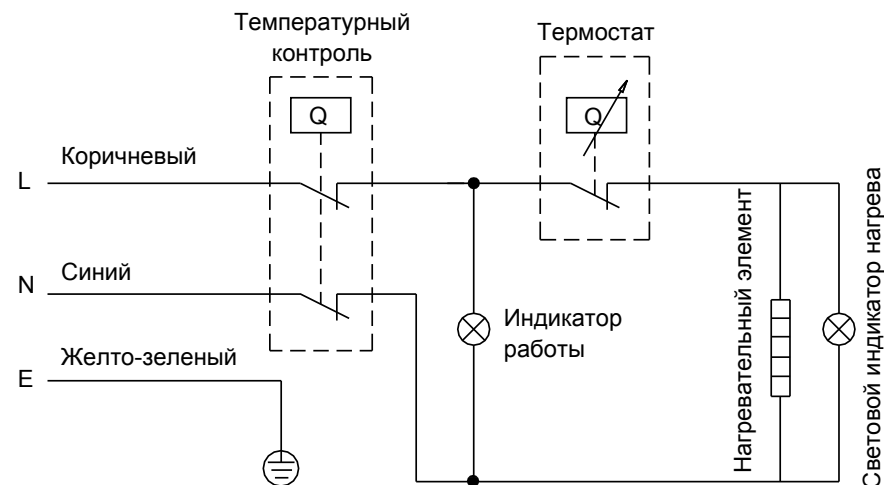 Температурный
контроль
Термостат
Q
Q
Коричневый
L
Синий
N
Желто-зеленый
E
Индикатор
работы
Нагревательный элемент
Световой индикатор нагрева